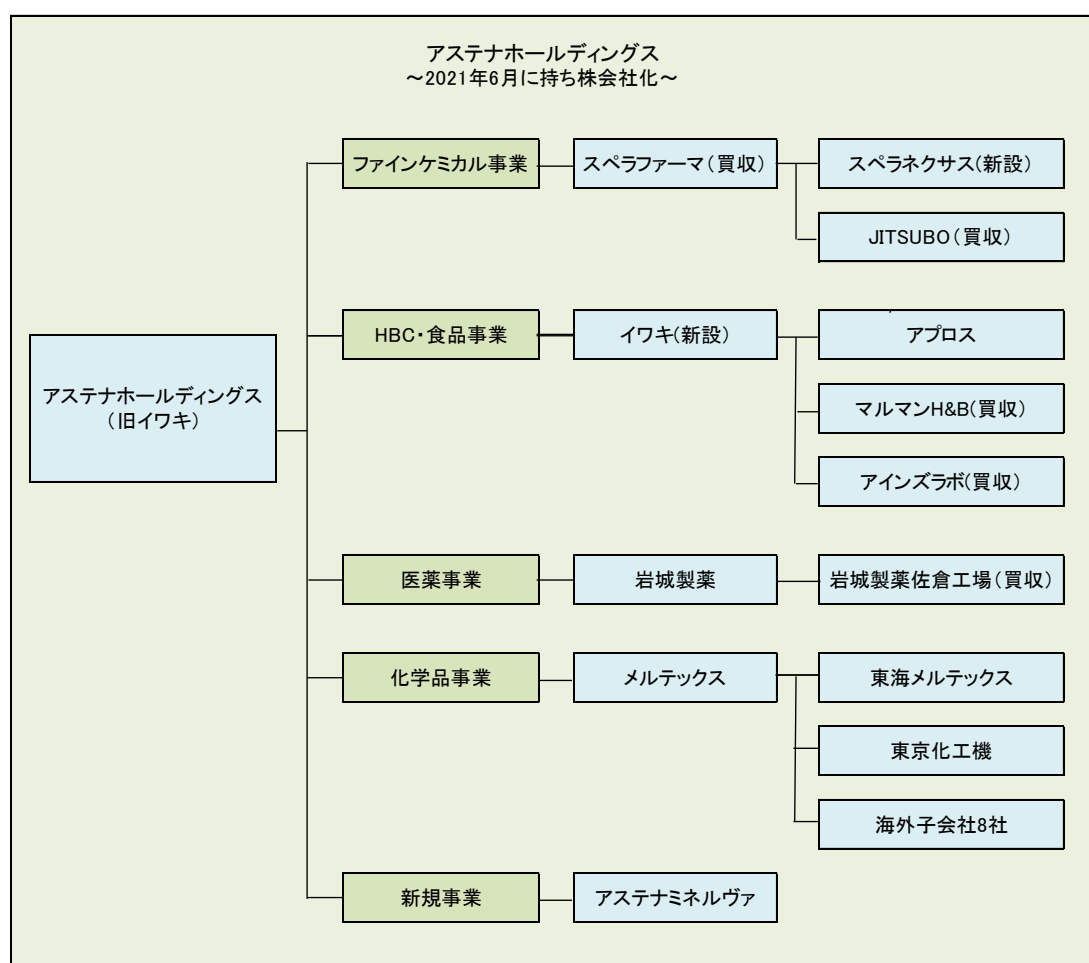 アステナホールディングス
～2021年6月に持ち株会社化～
ファインケミカル事業
スペラファーマ（買収）
スペラネクサス（新設）
JITSUBO（買収）
HBC・食品事業
イワキ(新設）
アプロス
アステナホールディングス
（旧イワキ）
マルマンH&B(買収）
アインズラボ(買収）
医薬事業
岩城製薬
岩城製薬佐倉工場（買収）
化学品事業
メルテックス
東海メルテックス
東京化工機
海外子会社8社
新規事業
アステナミネルヴァ